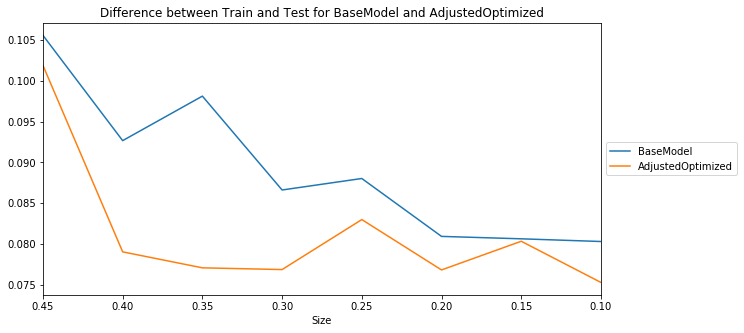 Difference between Train and Test for BaseModel and AdjustedOptimized
0.105
0.100
0.095
0.090
0.085
0.080
0.075
0.45 0.40 0.35 0.30 0.25 0.20 0.15 0.10
Size
BaseModel
AdjustedOptimized